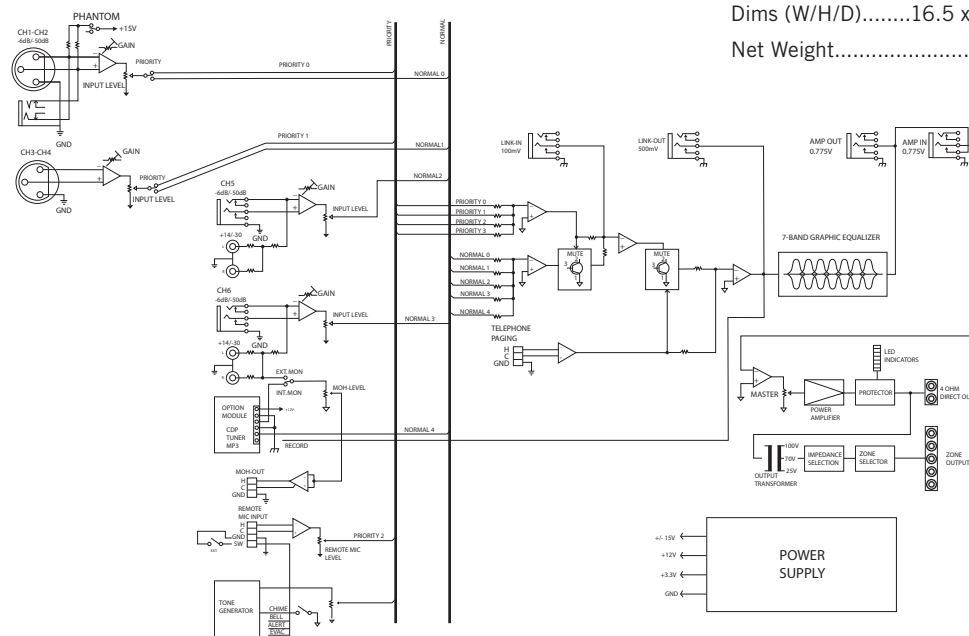 Dims (W/H/D)........16.5 x
Net Weight.......................
PHANTOM
+15V
CH1-CH2
-6dB/-50dB
GAIN
PRIORITY
INPUT LEVEL
GND
PRIORITY 0
NORMAL 0
PRIORITY
NORMAL
CH3-CH4
GAIN
PRIORITY
INPUT LEVEL
GND
PRIORITY 1
NORMAL1
NORMAL2
CH5
-6dB/-50dB
GAIN
INPUT LEVEL
+14/-30
GND
L
R
CH6
-6dB/-50dB
GAIN
INPUT LEVEL
NORMAL 3
+14/-30
GND
L
R
EXT.MON
INT.MON
MOH-LEVEL
OPTION
MODULE
CDP
TUNER
MP3
+12V
NORMAL 4
RECORD
MOH-OUT
H
C
GND
REMOTE
MIC INPUT
H
C
GND
SW
PRIORITY 2
REMOTE MIC
LEVEL
TONE
GENERATOR
CHIME
BELL
ALERT
EVAC
LINK-IN
100mV
LINK-OUT
500mV
AMP OUT
0.775V
AMP IN
0.775V
PRIORITY 0
PRIORITY 1
PRIORITY 2
PRIORITY 3
NORMAL 0
NORMAL 1
NORMAL 2
NORMAL 3
NORMAL 4
MUTE
MUTE
7-BAND GRAPHIC EQUALIZER
TELEPHONE
PAGING
H
C
GND
LED
INDICATORS
MASTER
POWER
AMPLIFIER
PROTECTOR
4 OHM
DIRECT OU
100V
70V
25V
OUTPUT
TRANSFORMER
IMPEDANCE
SELECTION
ZONE
SELECTOR
ZONE
OUTPUT
+/- 15V
+12V
+3.3V
GND
POWER
SUPPLY